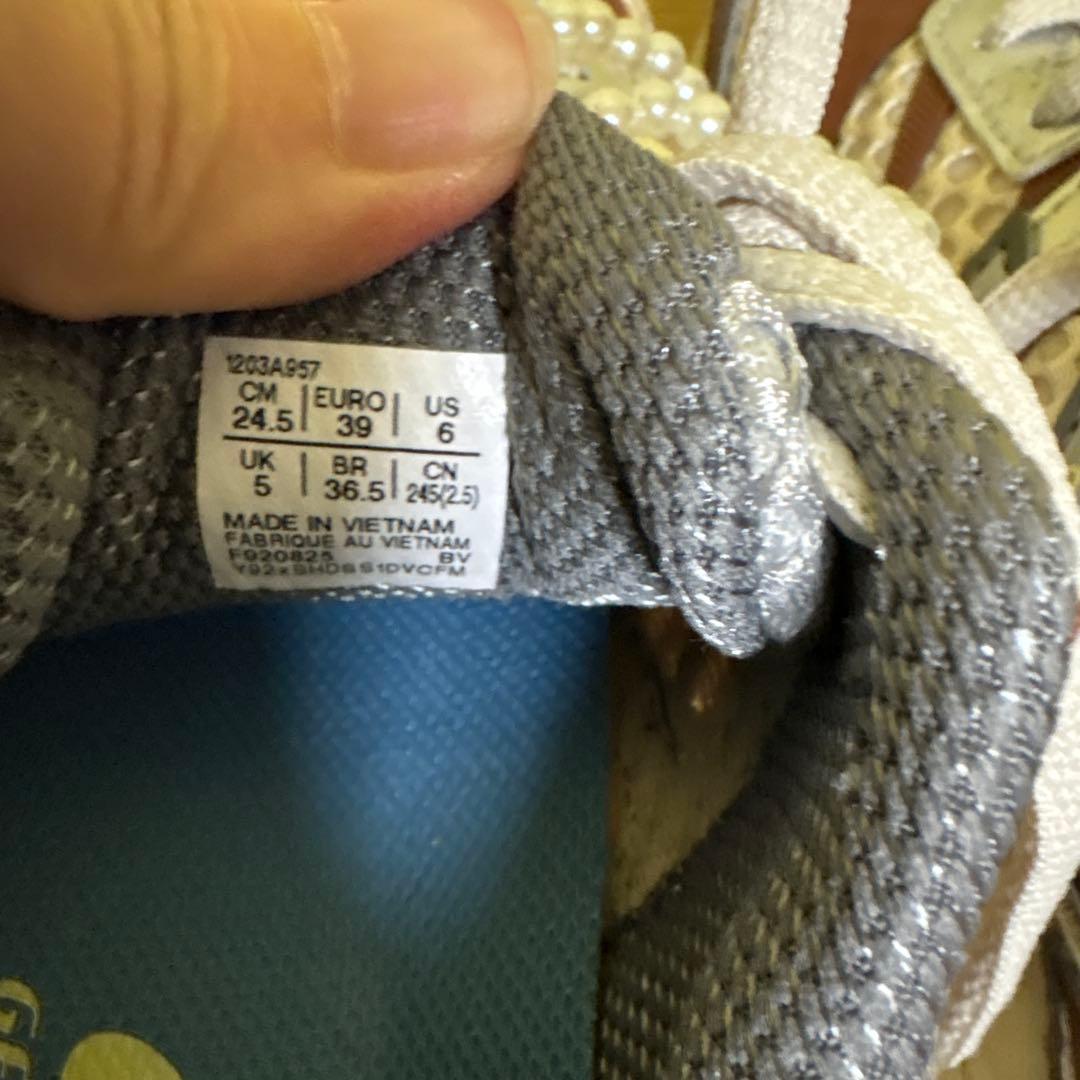 1203A957
CM EURO US
24.5 39 6
UK BR CN
5 36.5 245(2.5)
MADE IN VIETNAM
FABRIQUE AU VIETNAM
F920825 BV